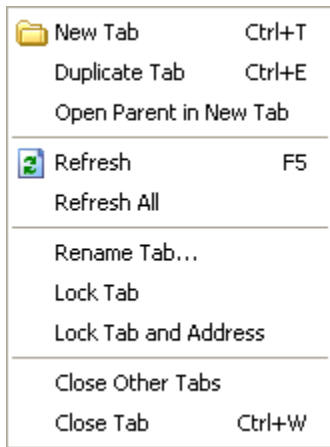 New Tab Ctrl+T
Duplicate Tab Ctrl+E
Open Parent in New Tab
Refresh F5
Refresh All
Rename Tab...
Lock Tab
Lock Tab and Address
Close Other Tabs
Close Tab Ctrl+W